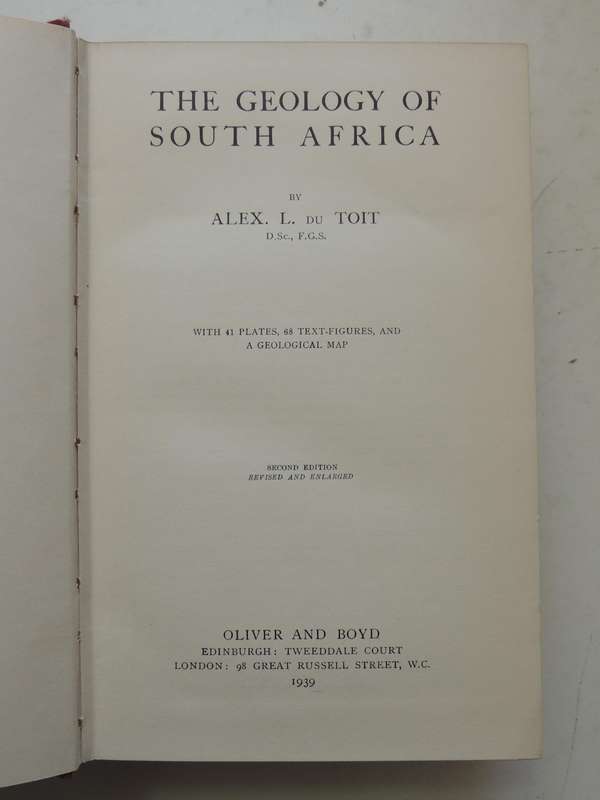 THE GEOLOGY OF
SOUTH AFRICA
BY
ALEX. L. DU TOIT
D.Sc., F.G.S.
WITH 41 PLATES, 68 TEXT-FIGURES, AND
A GEOLOGICAL MAP
SECOND EDITION
REVISED AND ENLARGED
OLIVER AND BOYD
EDINBURGH: TWEEDDALE COURT
LONDON: 98 GREAT RUSSELL STREET, W.C.
1939